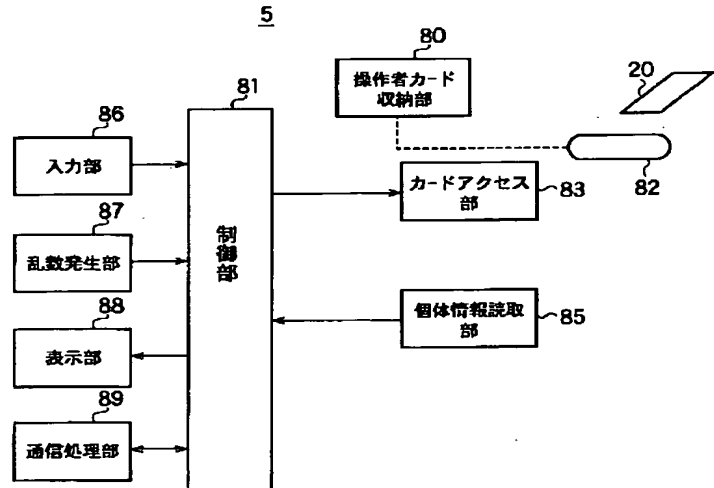 5
80
操作者カード
収納部
20
82
81
制御部
86
入力部
87
乱数発生部
88
表示部
89
通信処理部
カードアクセス
部
83
個体情報読取
部
85